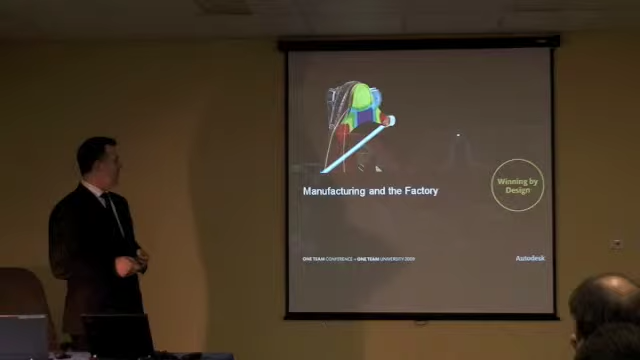 Manufacturing and the Factory
Winning by
Design
ONE TEAM CONFERENCE + ONE TEAM UNIVERSITY 2009
Autodesk